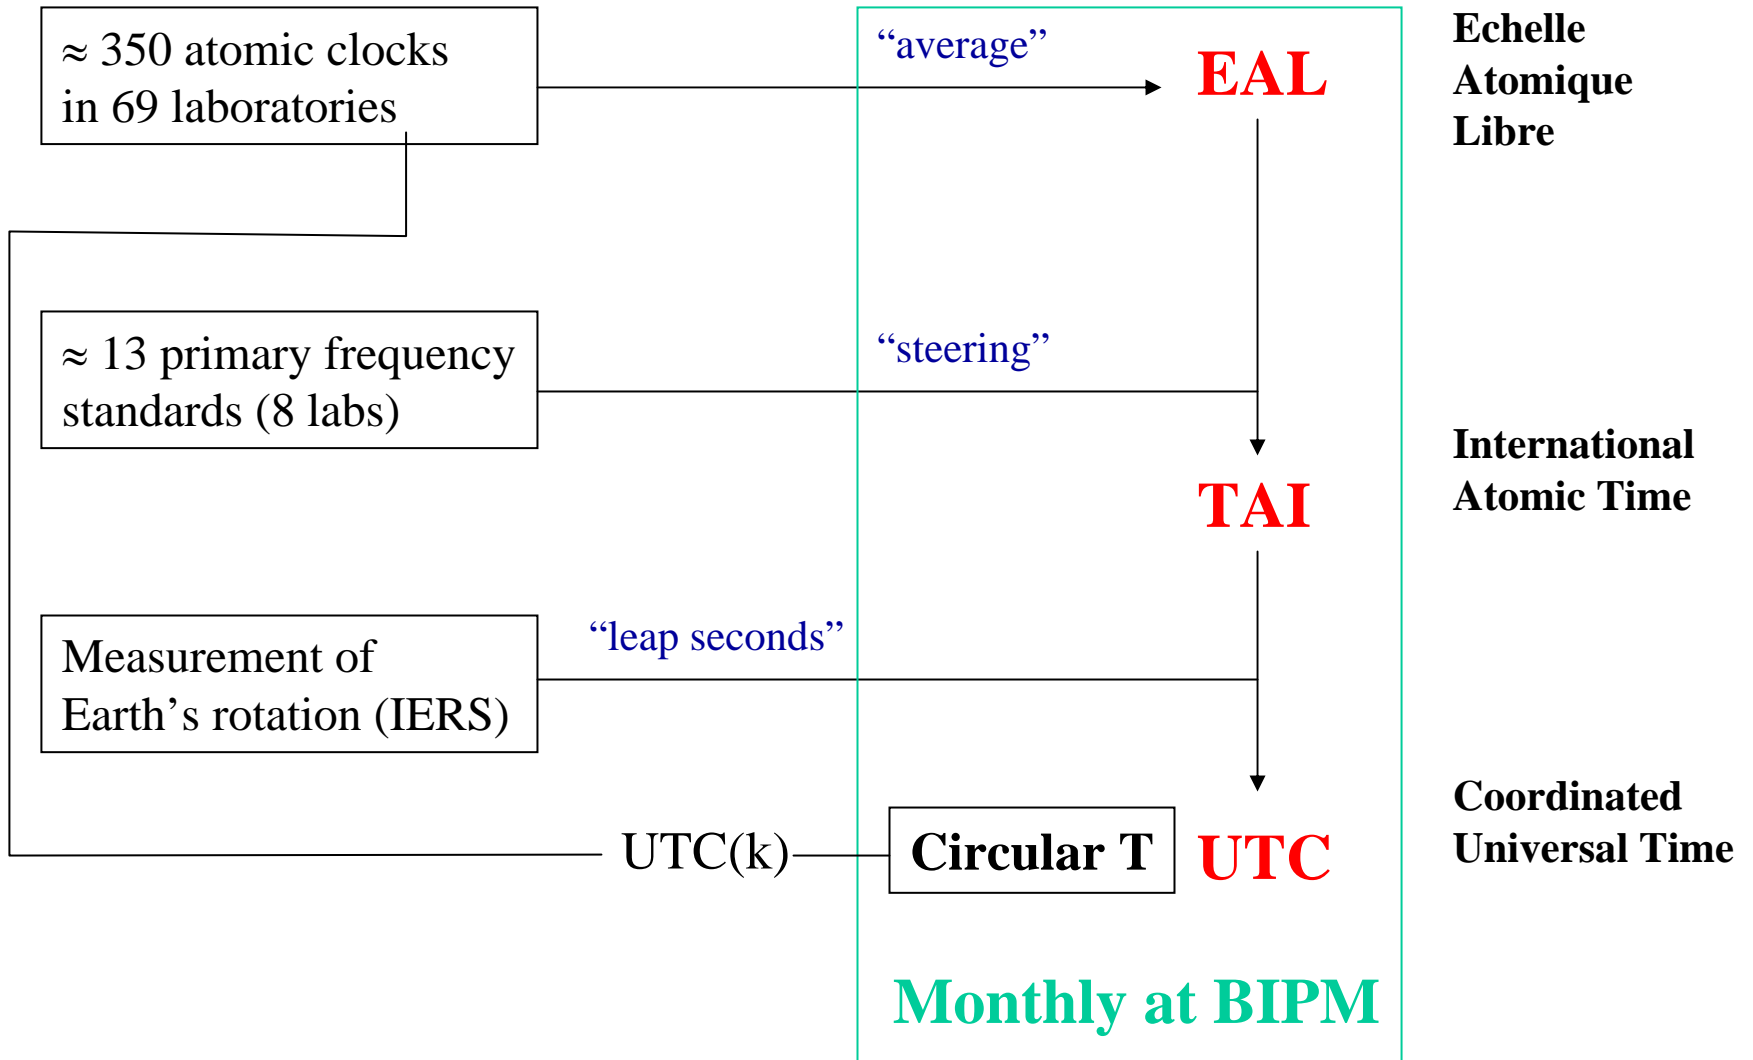 ≈ 350 atomic clocks
in 69 laboratories
“average”
EAL
Echelle
Atomique
Libre
≈ 13 primary frequency
standards (8 labs)
“steering”
TAI
International
Atomic Time
Measurement of
Earth’s rotation (IERS)
“leap seconds”
UTC(k)
Circular T
UTC
Coordinated
Universal Time
Monthly at BIPM